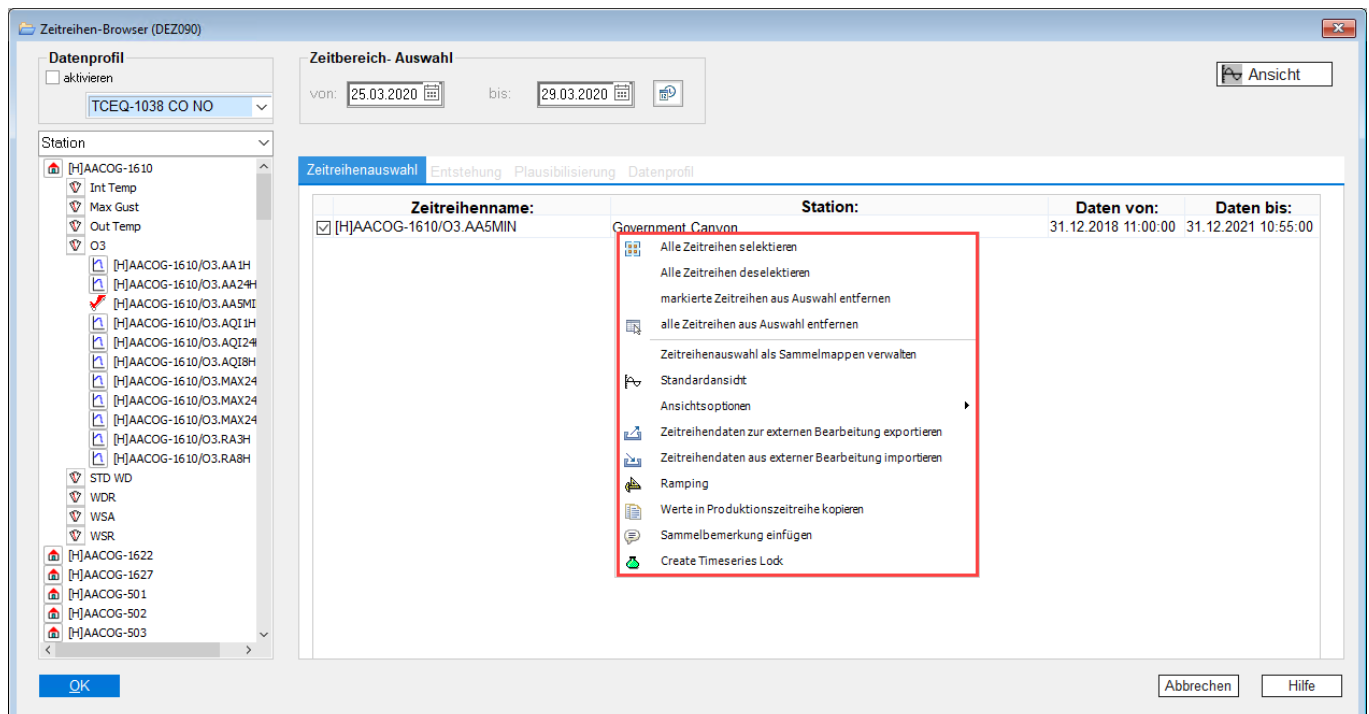 Zeitreihen-Browser (DEZ090)
Datenprofil
aktivieren
TCEQ-1038 CO NO
Zeitbereich- Auswahl
von: 25.03.2020 bis: 29.03.2020
Ansicht
Station
[H]AACOG-1610
Int Temp
Max Gust
Out Temp
O3
[H]AACOG-1610/O3.AA1H
[H]AACOG-1610/O3.AA24H
[H]AACOG-1610/O3.AA5MI
[H]AACOG-1610/O3.AQI1H
[H]AACOG-1610/O3.AQI24
[H]AACOG-1610/O3.AQI8H
[H]AACOG-1610/O3.MAX24
[H]AACOG-1610/O3.MAX24
[H]AACOG-1610/O3.MAX24
[H]AACOG-1610/O3.RA3H
[H]AACOG-1610/O3.RA8H
STD WD
WDR
WSA
WSR
[H]AACOG-1622
[H]AACOG-1627
[H]AACOG-501
[H]AACOG-502
[H]AACOG-503
Zeitreihenauswahl Entstehung Plausibilisierung Datenprofil
Zeitreihenname: Station: Daten von: Daten bis:
[H]AACOG-1610/O3.AA5MIN Government Canyon 31.12.2018 11:00:00 31.12.2021 10:55:00
Alle Zeitreihen selektieren
Alle Zeitreihen deselektieren
markierte Zeitreihen aus Auswahl entfernen
alle Zeitreihen aus Auswahl entfernen
Zeitreihenauswahl als Sammelmappen verwalten
Standardansicht
Ansichtsoptionen
Zeitreihendaten zur externen Bearbeitung exportieren
Zeitreihendaten aus externer Bearbeitung importieren
Ramping
Werte in Produktionszeitreihe kopieren
Sammelbemerkung einfügen
Create Timeseries Lock
OK
Abbrechen
Hilfe